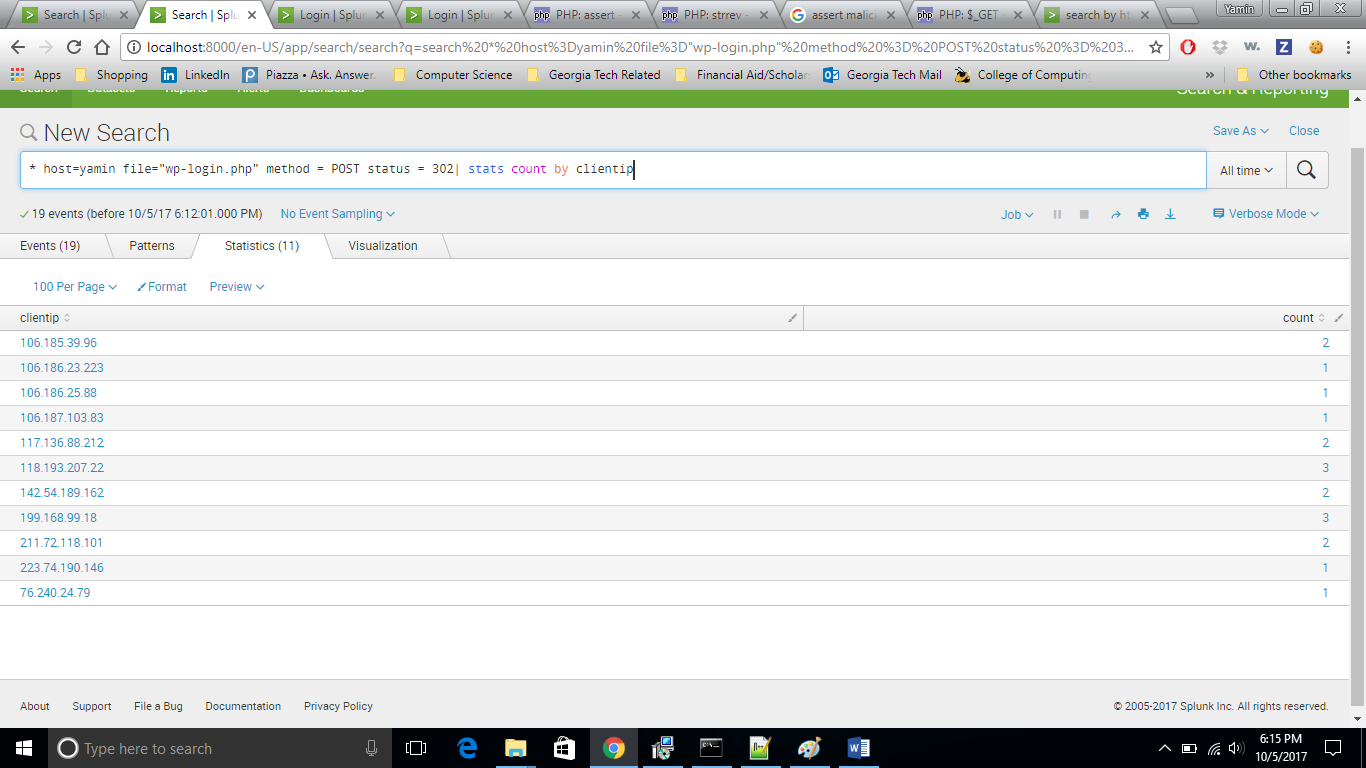 Search | Splu
Search | Splu
Login | Splun
Login | Splun
PHP: assert -
PHP: strrev -
assert malici
PHP: $_GET
search by ht
Yamin
localhost:8000/en-US/app/search/search?q=search%20*%20host%3Dyamin%20file%3D"wp-login.php"%20method%20%3D%20POST%20status%20%3D%203...
Apps
Shopping
LinkedIn
Piazza • Ask. Answer.
Computer Science
Georgia Tech Related
Financial Aid/Scholar
Georgia Tech Mail
College of Computin
»
Other bookmarks
Search Datasets Reports Alerts Dashboards
Search & Reporting
New Search
Save As
Close
* host=yamin file="wp-login.php" method = POST status = 302| stats count by clientip
All time
19 events (before 10/5/17 6:12:01.000 PM)
No Event Sampling
Job
Verbose Mode
Events (19)
Patterns
Statistics (11)
Visualization
100 Per Page
Format
Preview
clientip count
106.185.39.96 2
106.186.23.223 1
106.186.25.88 1
106.187.103.83 1
117.136.88.212 2
118.193.207.22 3
142.54.189.162 2
199.168.99.18 3
211.72.118.101 2
223.74.190.146 1
76.240.24.79 1
About
Support
File a Bug
Documentation
Privacy Policy
© 2005-2017 Splunk Inc. All rights reserved.
Type here to search
6:15 PM
10/5/2017